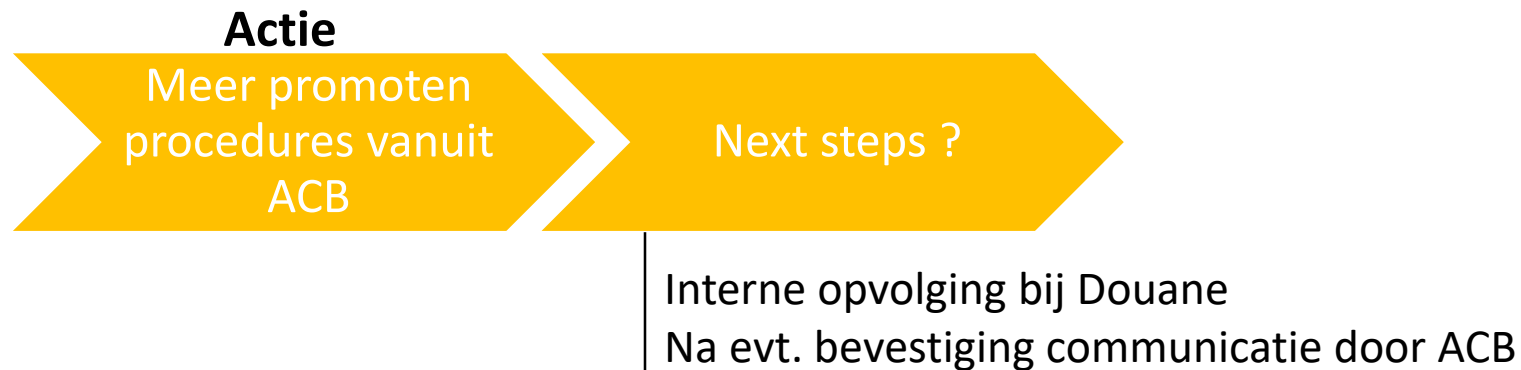 Actie
Meer promoten
procedures vanuit
ACB
Next steps ?
Interne opvolging bij Douane
Na evt. bevestiging communicatie door ACB